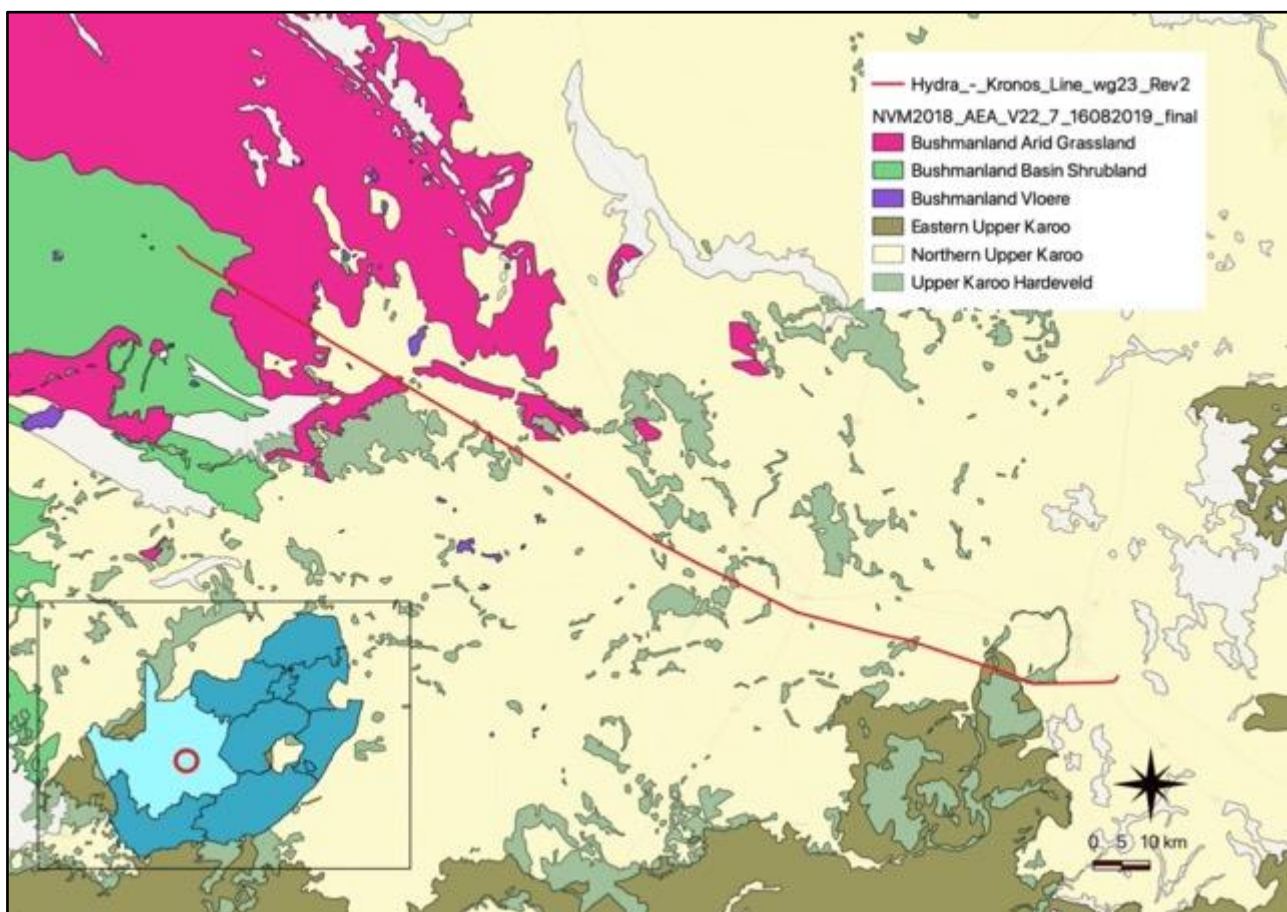 Hydra_-_Kronos_Line_wg23_Rev2
NVM2018_AEA_V22_7_16082019_final
Bushmanland Arid Grassland
Bushmanland Basin Shrubland
Bushmanland Vloere
Eastern Upper Karoo
Northern Upper Karoo
Upper Karoo Hardeveld
0 5 10 km